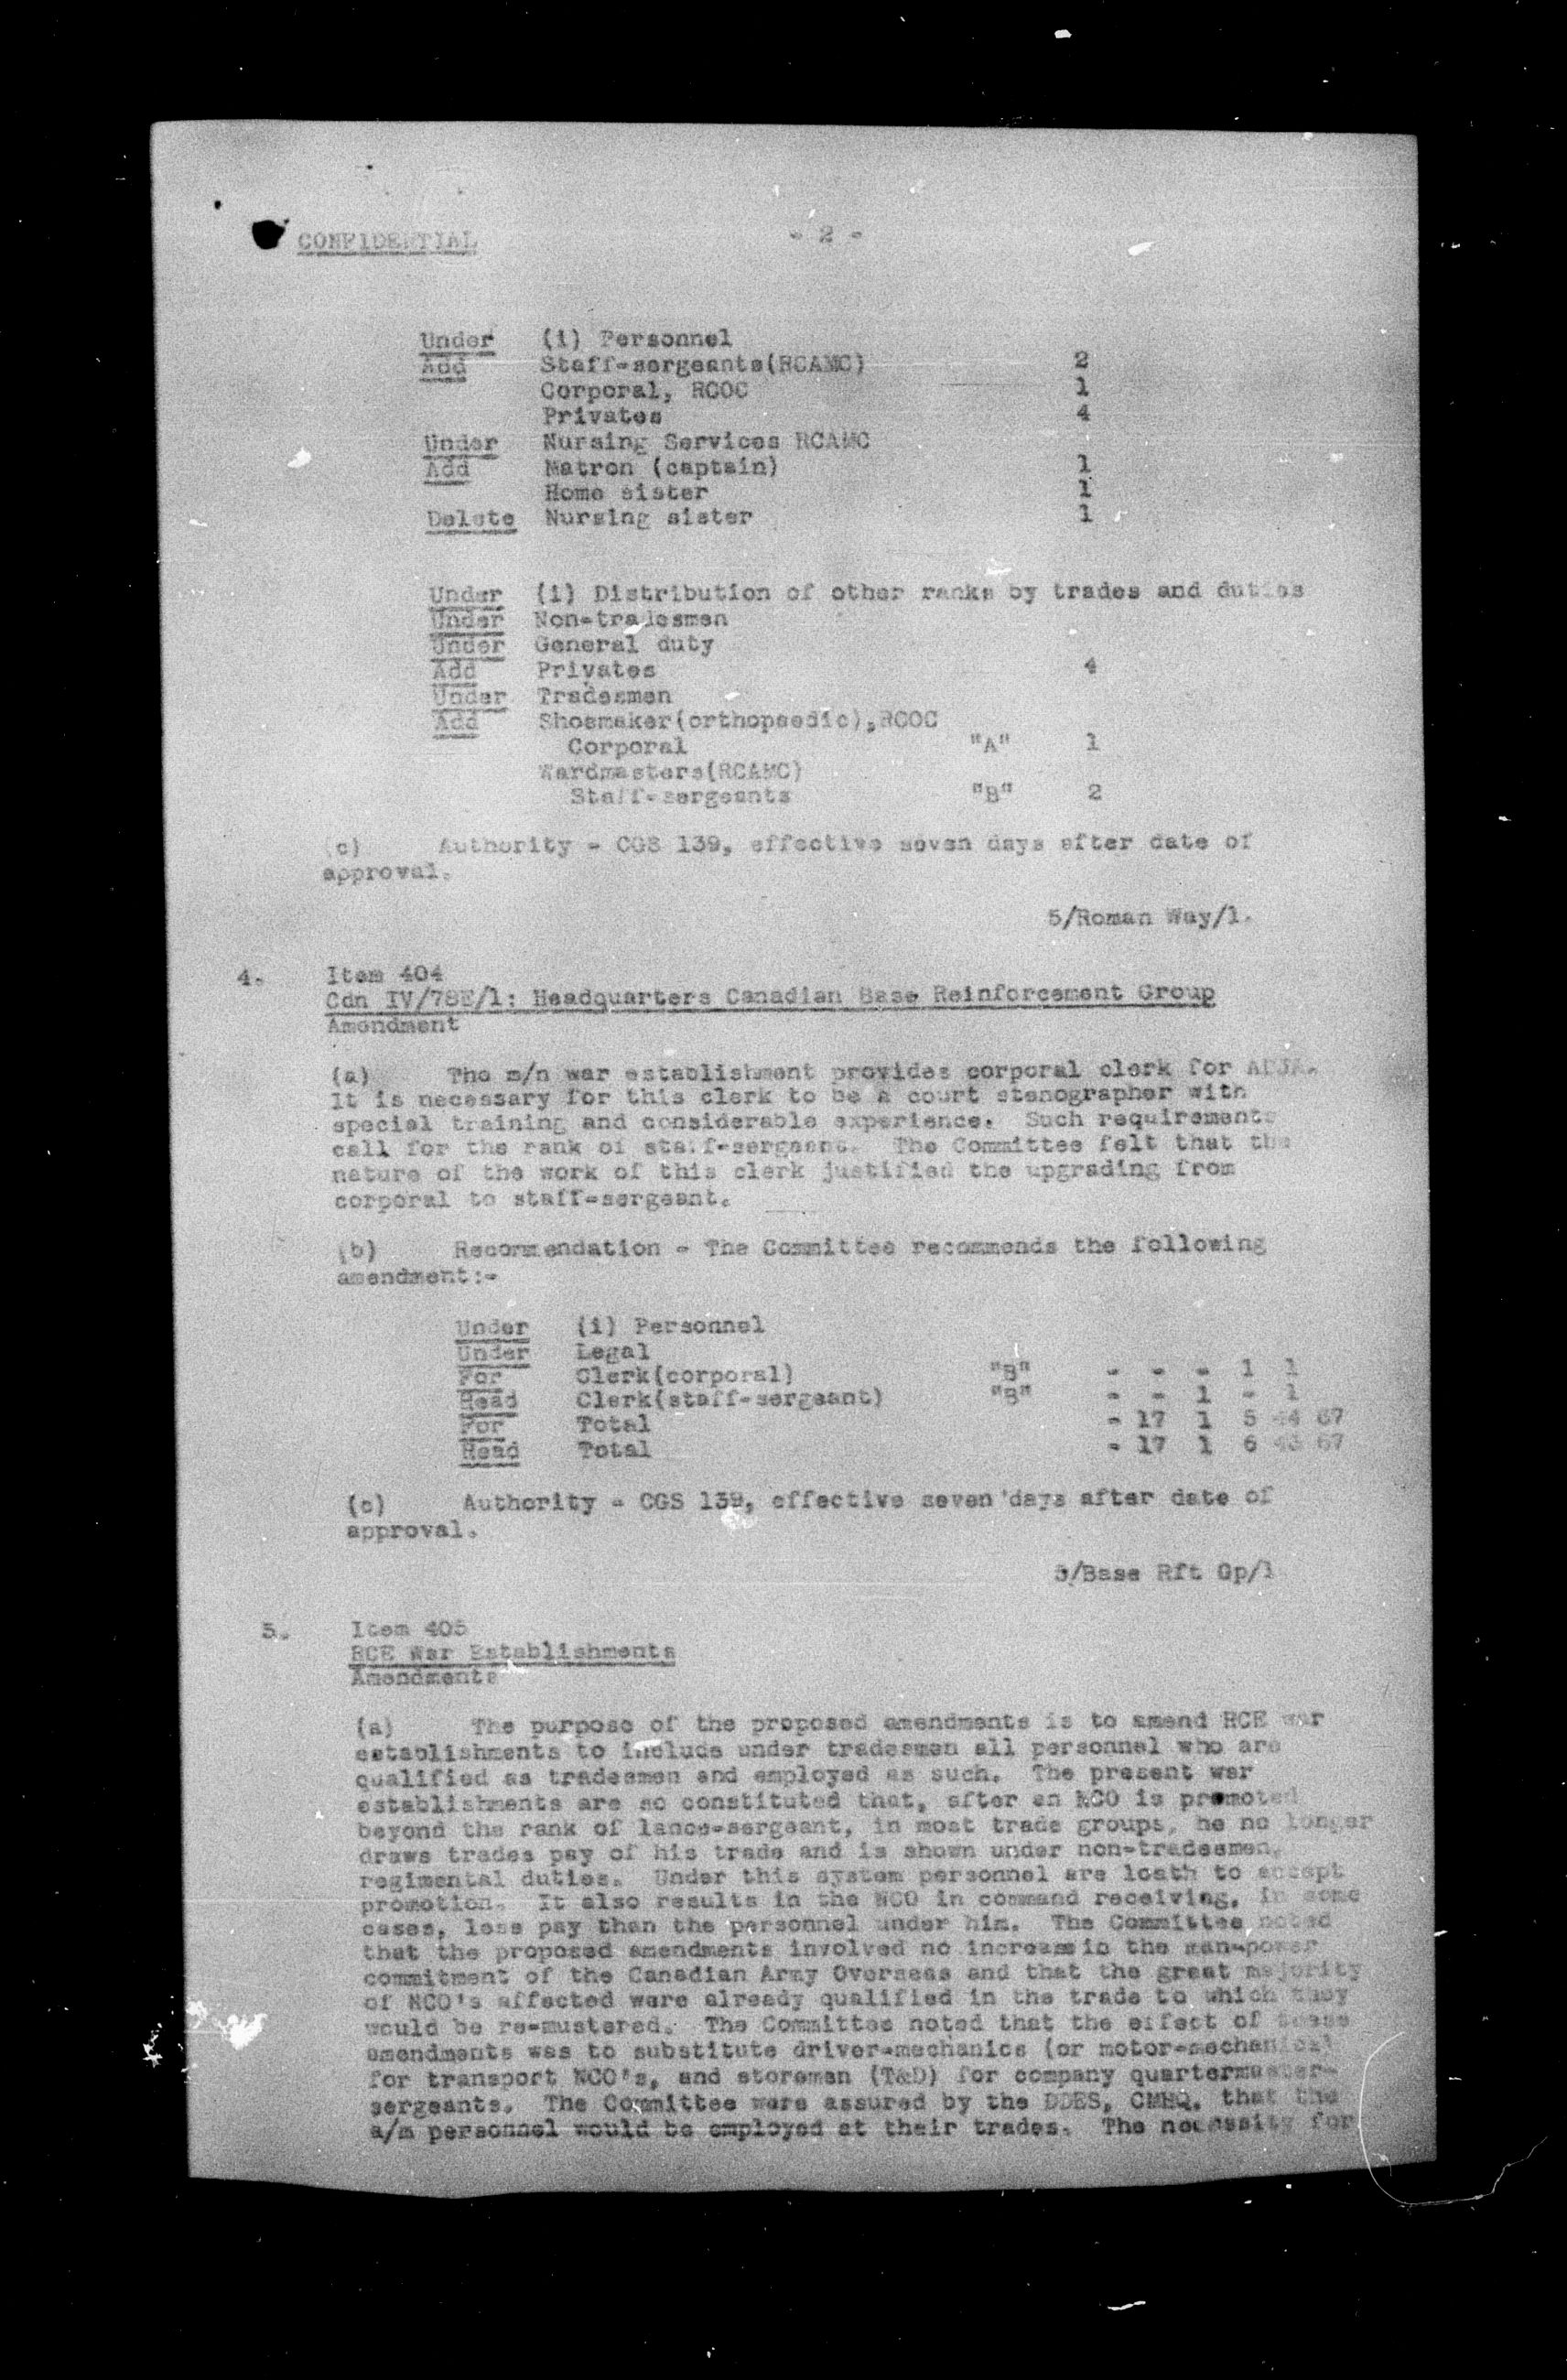 CONFIDENTIAL - 2 -
Under (i) Personnel
Add Staff-sergeants(RCAMC) 2
Corporal, RCOC 1
Privates 4
Under Nursing Services RCAMC
Add Matron (captain) 1
Home sister 1
Delete Nursing sister 1
Under (i) Distribution of other ranks by trades and duties
Under Non-tradesmen
Under General duty
Add Privates 4
Under Tradesmen
Add Shoemaker(orthopaedic),RCOC
Corporal "A" 1
Wardmasters(RCAMC)
Staff-sergeants "B" 2
(c) Authority - CGS 139, effective seven days after date of
approval.
5/Roman Way/1.
4. Item 404
Cdn IV/78E/1: Headquarters Canadian Base Reinforcement Group
Amendment
(a) The m/n war establishment provides corporal clerk for
It is necessary for this clerk to be a court stenographer with
special training and considerable experience. Such requirements
call for the rank of staff-sergeant. The Committee felt that the
nature of the work of this clerk justified the upgrading from
corporal to staff-sergeant.
(b) Recommendation - The Committee recommends the following
amendment:-
Under (i) Personnel
Under Legal
For Clerk(corporal) "B" - - - 1 1
Read Clerk(staff-sergeant) "B" - - 1 - 1
For Total - 17 1 5 44 67
Read Total - 17 1 6 43 67
(c) Authority - CGS 139, effective seven days after date of
approval.
5/Base Rft Gp/1
5. Item 405
RCE War Establishments
Amendments
(a) The purpose of the proposed amendments is to amend RCE war
establishments to include under tradesmen all personnel who are
qualified as tradesmen and employed as such. The present war
establishments are so constituted that, after an NCO is promoted
beyond the rank of lance-sergeant, in most trade groups, he no longer
draws trades pay of his trade and is shown under non-tradesmen,
regimental duties. Under this system personnel are loath to accept
promotion. It also results in the NCO in command receiving, in some
cases, less pay than the personnel under him. The Committee noted
that the proposed amendments involved no increase in the man-power
commitment of the Canadian Army Overseas and that the great majority
of NCO's affected were already qualified in the trade to which they
would be re-mustered. The Committee noted that the effect of these
amendments was to substitute driver-mechanics (or motor-mechanics)
for transport NCO's, and storemen (T&D) for company quartermaster-
sergeants. The Committee were assured by the DDES, CMHQ, that the
a/m personnel would be employed at their trades. The necessity for